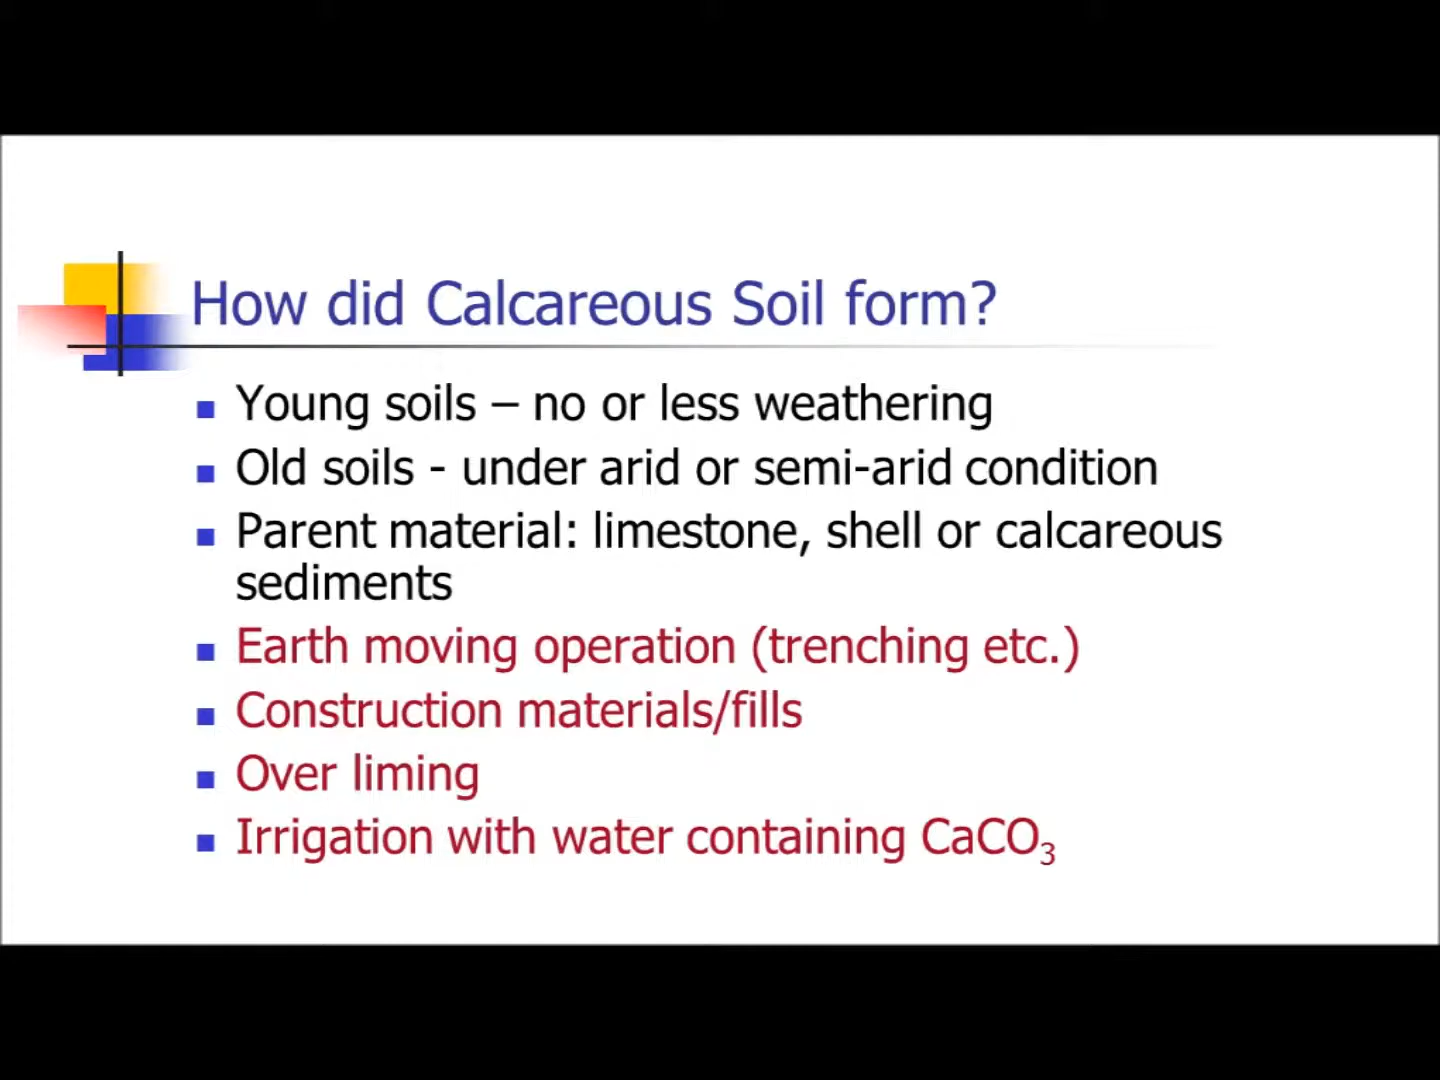 How did Calcareous Soil form?
Young soils – no or less weathering
Old soils - under arid or semi-arid condition
Parent material: limestone, shell or calcareous
sediments
Earth moving operation (trenching etc.)
Construction materials/fills
Over liming
Irrigation with water containing CaCO₃